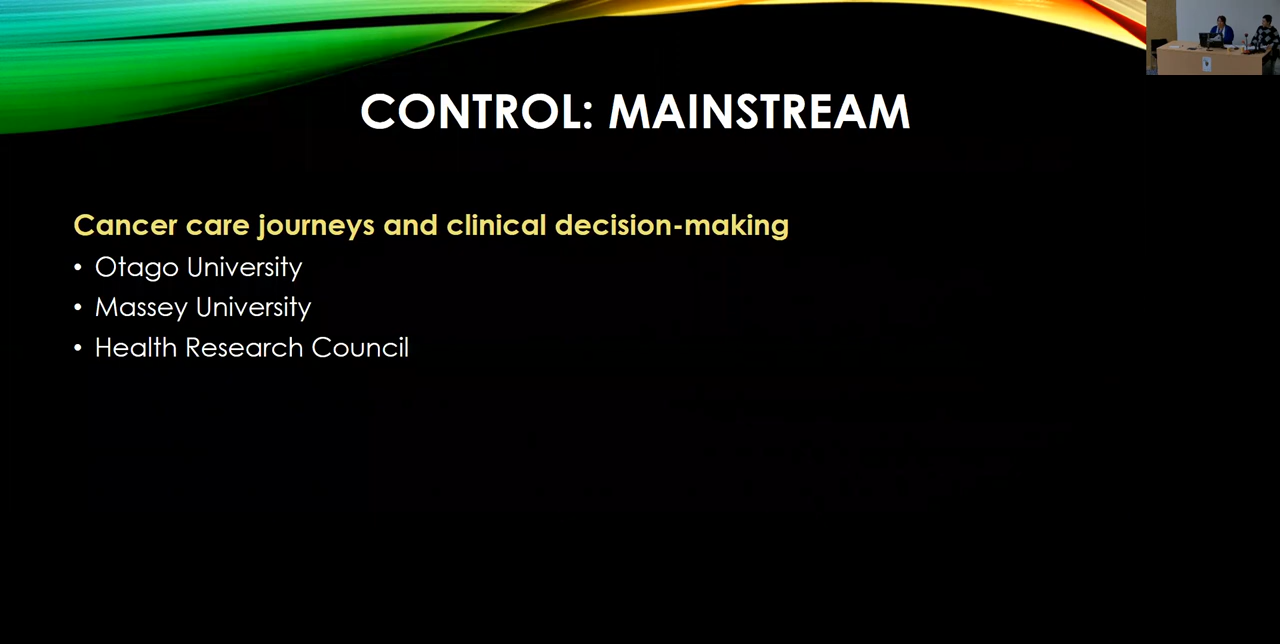 CONTROL: MAINSTREAM
Cancer care journeys and clinical decision-making
• Otago University
• Massey University
• Health Research Council